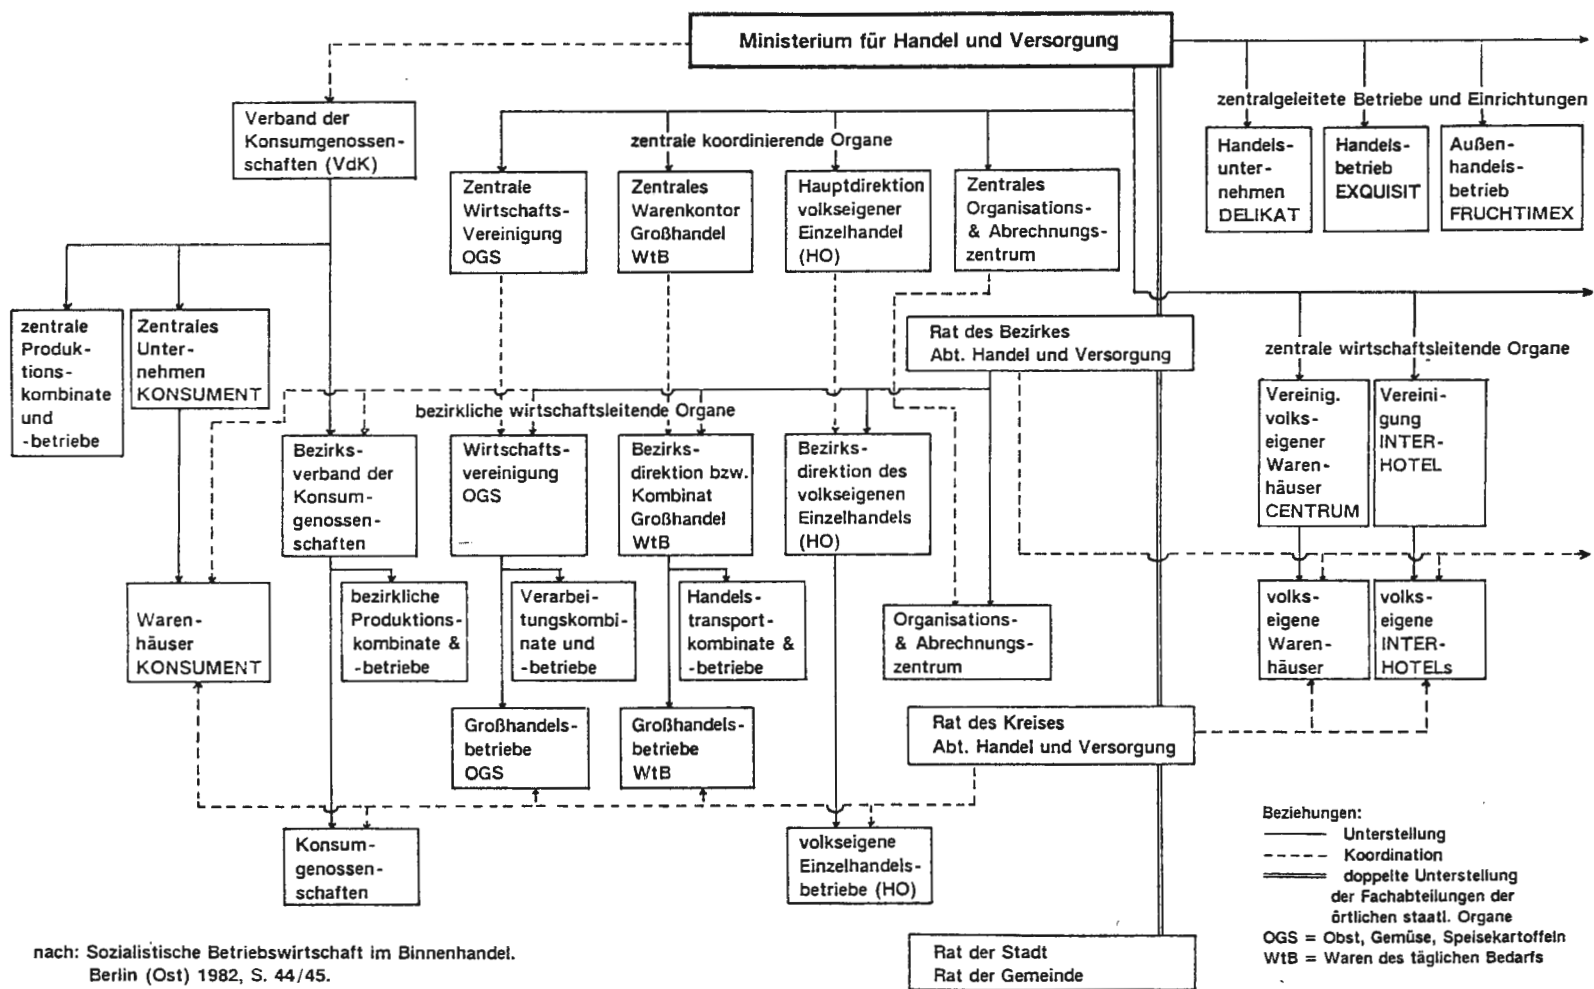 Ministerium für Handel und Versorgung
zentralgeleitete Betriebe und Einrichtungen
Verband der
Konsumgenossen-
schaften (VdK)
zentrale koordinierende Organe
Handels-
unter-
nehmen
DELIKAT
Handels-
betrieb
EXQUISIT
Außen-
handels-
betrieb
FRUCHTIMEX
Zentrale
Wirtschafts-
Vereinigung
OGS
Zentrales
Warenkontor
Großhandel
WtB
Hauptdirektion
volkseigener
Einzelhandel
(HO)
Zentrales
Organisations-
& Abrechnungs-
zentrum
zentrale
Produk-
tions-
kombinate
und
-betriebe
Zentrales
Unter-
nehmen
KONSUMENT
Rat des Bezirkes
Abt. Handel und Versorgung
zentrale wirtschaftsleitende Organe
bezirkliche wirtschaftsleitende Organe
Vereinig.
volks-
eigener
Waren-
häuser
CENTRUM
Vereini-
gung
INTER-
HOTEL
Bezirks-
verband der
Konsum-
genossen-
schaften
Wirtschafts-
vereinigung
OGS
Bezirks-
direktion bzw.
Kombinat
Großhandel
WtB
Bezirks-
direktion des
volkseigenen
Einzelhandels
(HO)
Waren-
häuser
KONSUMENT
bezirkliche
Produktions-
kombinate &
-betriebe
Verarbei-
tungskombi-
nate und
-betriebe
Handels-
transport-
kombinate &
-betriebe
Organisations-
& Abrechnungs-
zentrum
volks-
eigene
Waren-
häuser
volks-
eigene
INTER-
HOTELs
Großhandels-
betriebe
OGS
Großhandels-
betriebe
WtB
Rat des Kreises
Abt. Handel und Versorgung
Konsum-
genossen-
schaften
volkseigene
Einzelhandels-
betriebe (HO)
Beziehungen:
Unterstellung
Koordination
doppelte Unterstellung
der Fachabteilungen der
örtlichen staatl. Organe
OGS = Obst, Gemüse, Speisekartoffeln
WtB = Waren des täglichen Bedarfs
Rat der Stadt
Rat der Gemeinde
nach: Sozialistische Betriebswirtschaft im Binnenhandel.
Berlin (Ost) 1982, S. 44/45.